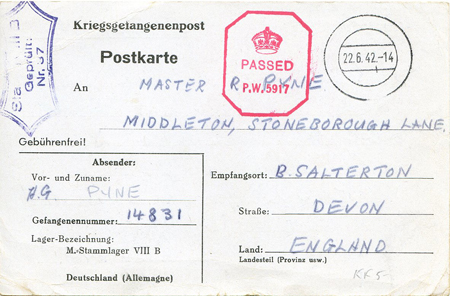 Kriegsgefangenenpost
Stalag VIII B
Geprüft
Nr. 37
PASSED
P.W. 5917
22.6.42.-14
Postkarte
An MASTER R. PYNE.
MIDDLETON, STONEBOROUGH LANE.
Gebührenfrei!
Absender:
Vor- und Zuname:
H.G PYNE
Gefangenennummer: 14831
Lager-Bezeichnung:
M.-Stammlager VIII B
Deutschland (Allemagne)
Empfangsort: B. SALTERTON
Straße: DEVON
Land: ENGLAND
Landesteil (Provinz usw.)